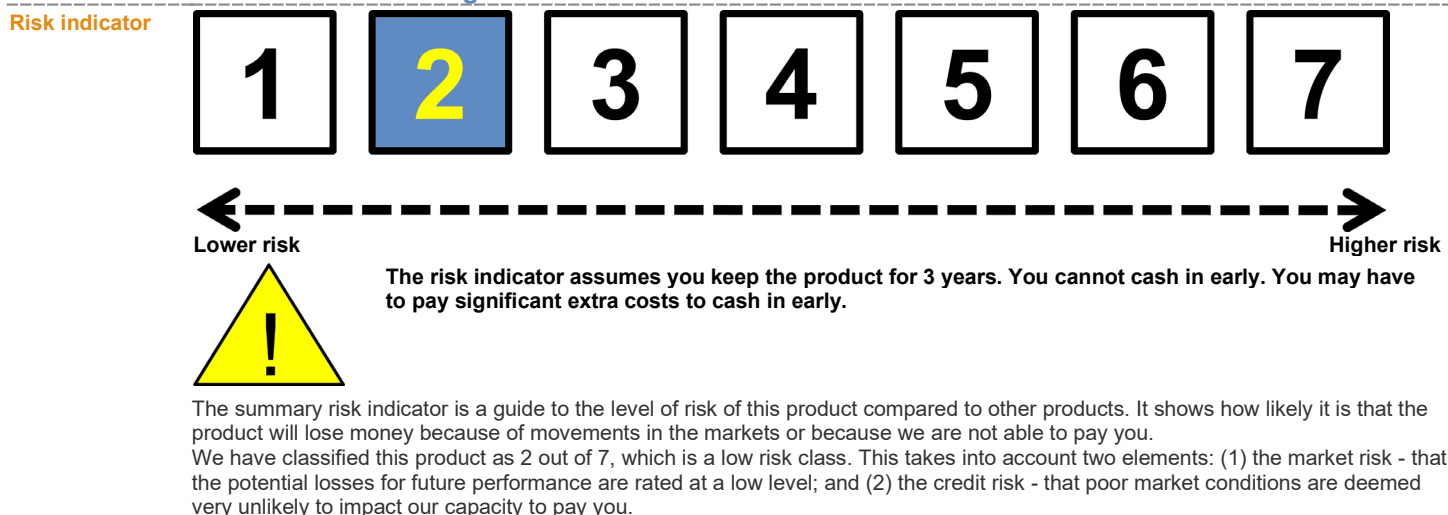 Risk indicator
1 2 3 4 5 6 7
Lower risk Higher risk
!
The risk indicator assumes you keep the product for 3 years. You cannot cash in early. You may have
to pay significant extra costs to cash in early.
The summary risk indicator is a guide to the level of risk of this product compared to other products. It shows how likely it is that the
product will lose money because of movements in the markets or because we are not able to pay you.
We have classified this product as 2 out of 7, which is a low risk class. This takes into account two elements: (1) the market risk - that
the potential losses for future performance are rated at a low level; and (2) the credit risk - that poor market conditions are deemed
very unlikely to impact our capacity to pay you.